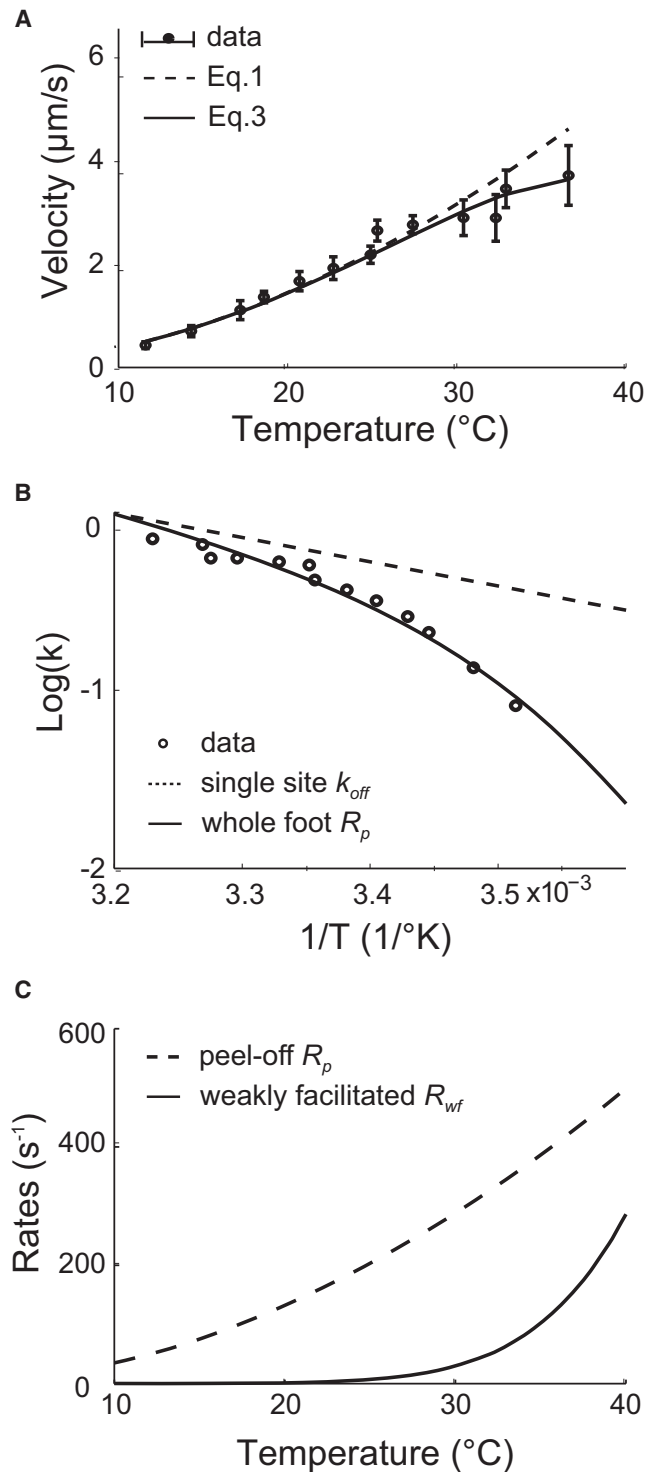 A
data
Eq.1
Eq.3
6
4
2
0
Velocity (µm/s)
10 20 30 40
Temperature (°C)
B
0
-1
-2
Log(k)
data
single site k_off
whole foot R_p
3.2 3.3 3.4 3.5 x10⁻³
1/T (1/°K)
C
600
400
200
0
Rates (s⁻¹)
peel-off R_p
weakly facilitated R_wf
10 20 30 40
Temperature (°C)